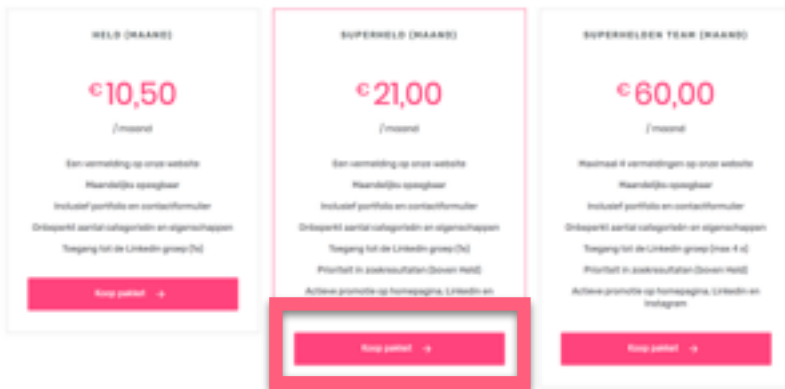 HELD (MAAND)
€10,50
/ maand
Een vermelding op onze website
Maandelijks opzegbaar
Inclusief portfolio en contactformulier
Onbeperkt aantal categorieën en eigenschappen
Toegang tot de Linkedin groep (1x)
Koop pakket →
SUPERHELD (MAAND)
€21,00
/ maand
Een vermelding op onze website
Maandelijks opzegbaar
Inclusief portfolio en contactformulier
Onbeperkt aantal categorieën en eigenschappen
Toegang tot de Linkedin groep (1x)
Prioriteit in zoekresultaten (boven Held)
Actieve promotie op homepagina, Linkedin en
Koop pakket →
SUPERHELDEN TEAM (MAAND)
€60,00
/ maand
Maximaal 4 vermeldingen op onze website
Maandelijks opzegbaar
Inclusief portfolio en contactformulier
Onbeperkt aantal categorieën en eigenschappen
Toegang tot de Linkedin groep (max 4 x)
Prioriteit in zoekresultaten (boven Held)
Actieve promotie op homepagina, Linkedin en
Instagram
Koop pakket →